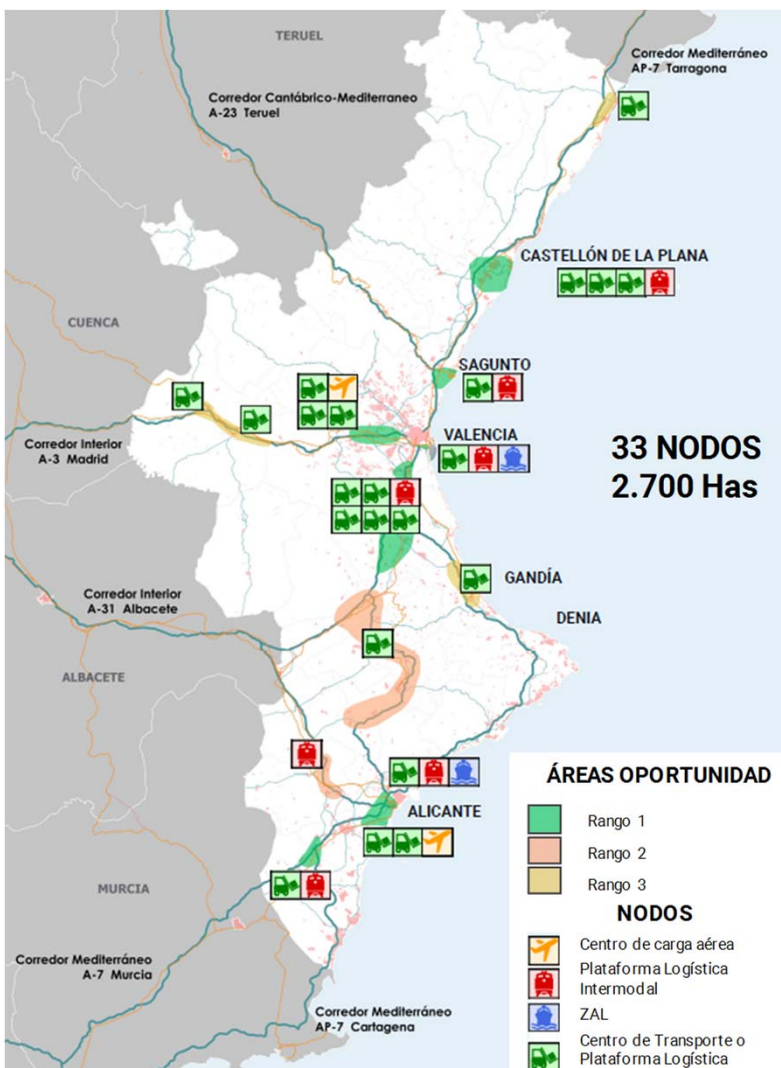 TERUEL
Corredor Mediterráneo
AP-7 Tarragona
Corredor Cantábrico-Mediterraneo
A-23 Teruel
CASTELLÓN DE LA PLANA
CUENCA
SAGUNTO
VALENCIA
Corredor Interior
A-3 Madrid
33 NODOS
2.700 Has
GANDÍA
Corredor Interior
A-31 Albacete
DENIA
ALBACETE
ALICANTE
MURCIA
Corredor Mediterráneo
A-7 Murcia
Corredor Mediterráneo
AP-7 Cartagena
ÁREAS OPORTUNIDAD
Rango 1
Rango 2
Rango 3
NODOS
Centro de carga aérea
Plataforma Logística
Intermodal
ZAL
Centro de Transporte o
Plataforma Logística